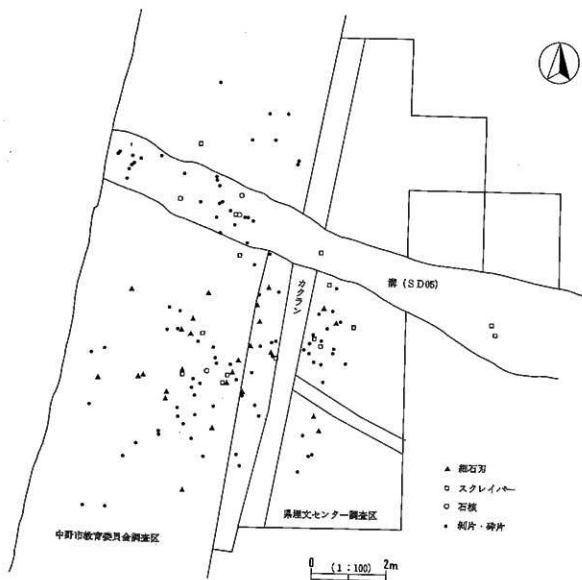 溝（SD05）
カクラン
▲ 細石刃
□ スクレイパー
○ 石核
• 剥片・砕片
県埋文センター調査区
中野市教育委員会調査区
0 （1：100） 2m